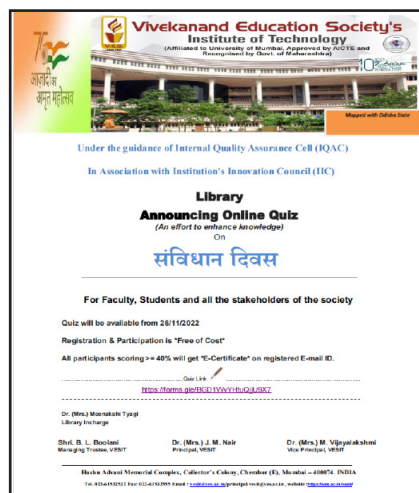 75
आज़ादी का
अमृत महोत्सव
V.E.S.
Vivekanand Education Society's
Institute of Technology
(Affiliated to University of Mumbai, Approved by AICTE and
Recognised by Govt. of Maharashtra)
Mapped with Odisha State
Under the guidance of Internal Quality Assurance Cell (IQAC)
In Association with Institution's Innovation Council (IIC)
Library
Announcing Online Quiz
(An effort to enhance knowledge)
On
संविधान दिवस
For Faculty, Students and all the stakeholders of the society
Quiz will be available from 26/11/2022
Registration & Participation is *Free of Cost*
All participants scoring >= 40% will get *E-Certificate* on registered E-mail ID.
Quiz Link
Dr. (Mrs.) Meenakshi Tyagi
Library Incharge
Shri. B. L. Boolani
Managing Trustee, VESIT
Dr. (Mrs.) J. M. Nair
Principal, VESIT
Dr. (Mrs.) M. Vijayalakshmi
Vice Principal, VESIT
Hashu Advani Memorial Complex, Collector's Colony, Chembur (E), Mumbai – 400074. INDIA